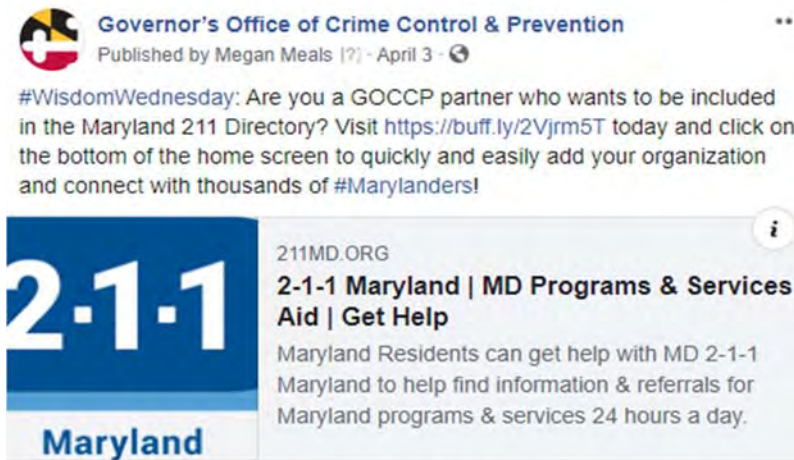 Governor's Office of Crime Control & Prevention
Published by Megan Meals [?] · April 3 ·
#WisdomWednesday: Are you a GOCCP partner who wants to be included
in the Maryland 211 Directory? Visit https://buff.ly/2Vjrm5T today and click on
the bottom of the home screen to quickly and easily add your organization
and connect with thousands of #Marylanders!
2·1·1
Maryland
i
211MD.ORG
2-1-1 Maryland | MD Programs & Services
Aid | Get Help
Maryland Residents can get help with MD 2-1-1
Maryland to help find information & referrals for
Maryland programs & services 24 hours a day.